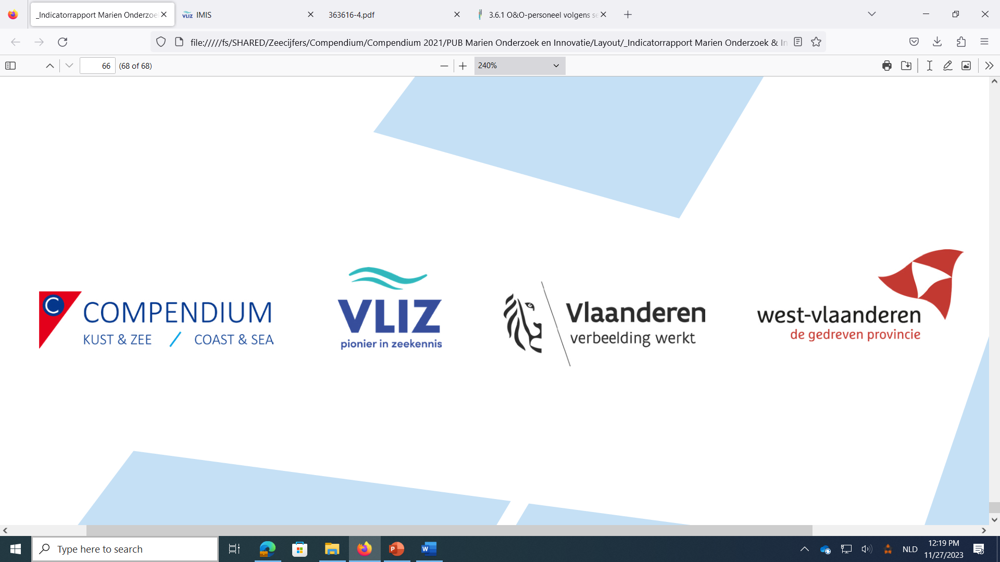 _Indicatorrapport Marien Onderzoe
VLIZ IMIS
363616-4.pdf
3.6.1 O&O-personeel volgens se
file://///fs/SHARED/Zeecijfers/Compendium/Compendium 2021/PUB Marien Onderzoek en Innovatie/Layout/_Indicatorrapport Marien Onderzoek & In
66 (68 of 68)
240%
C COMPENDIUM
KUST & ZEE / COAST & SEA
VLIZ
pionier in zeekennis
Vlaanderen
verbeelding werkt
west-vlaanderen
de gedreven provincie
Type here to search
P
W
NLD
12:19 PM
11/27/2023